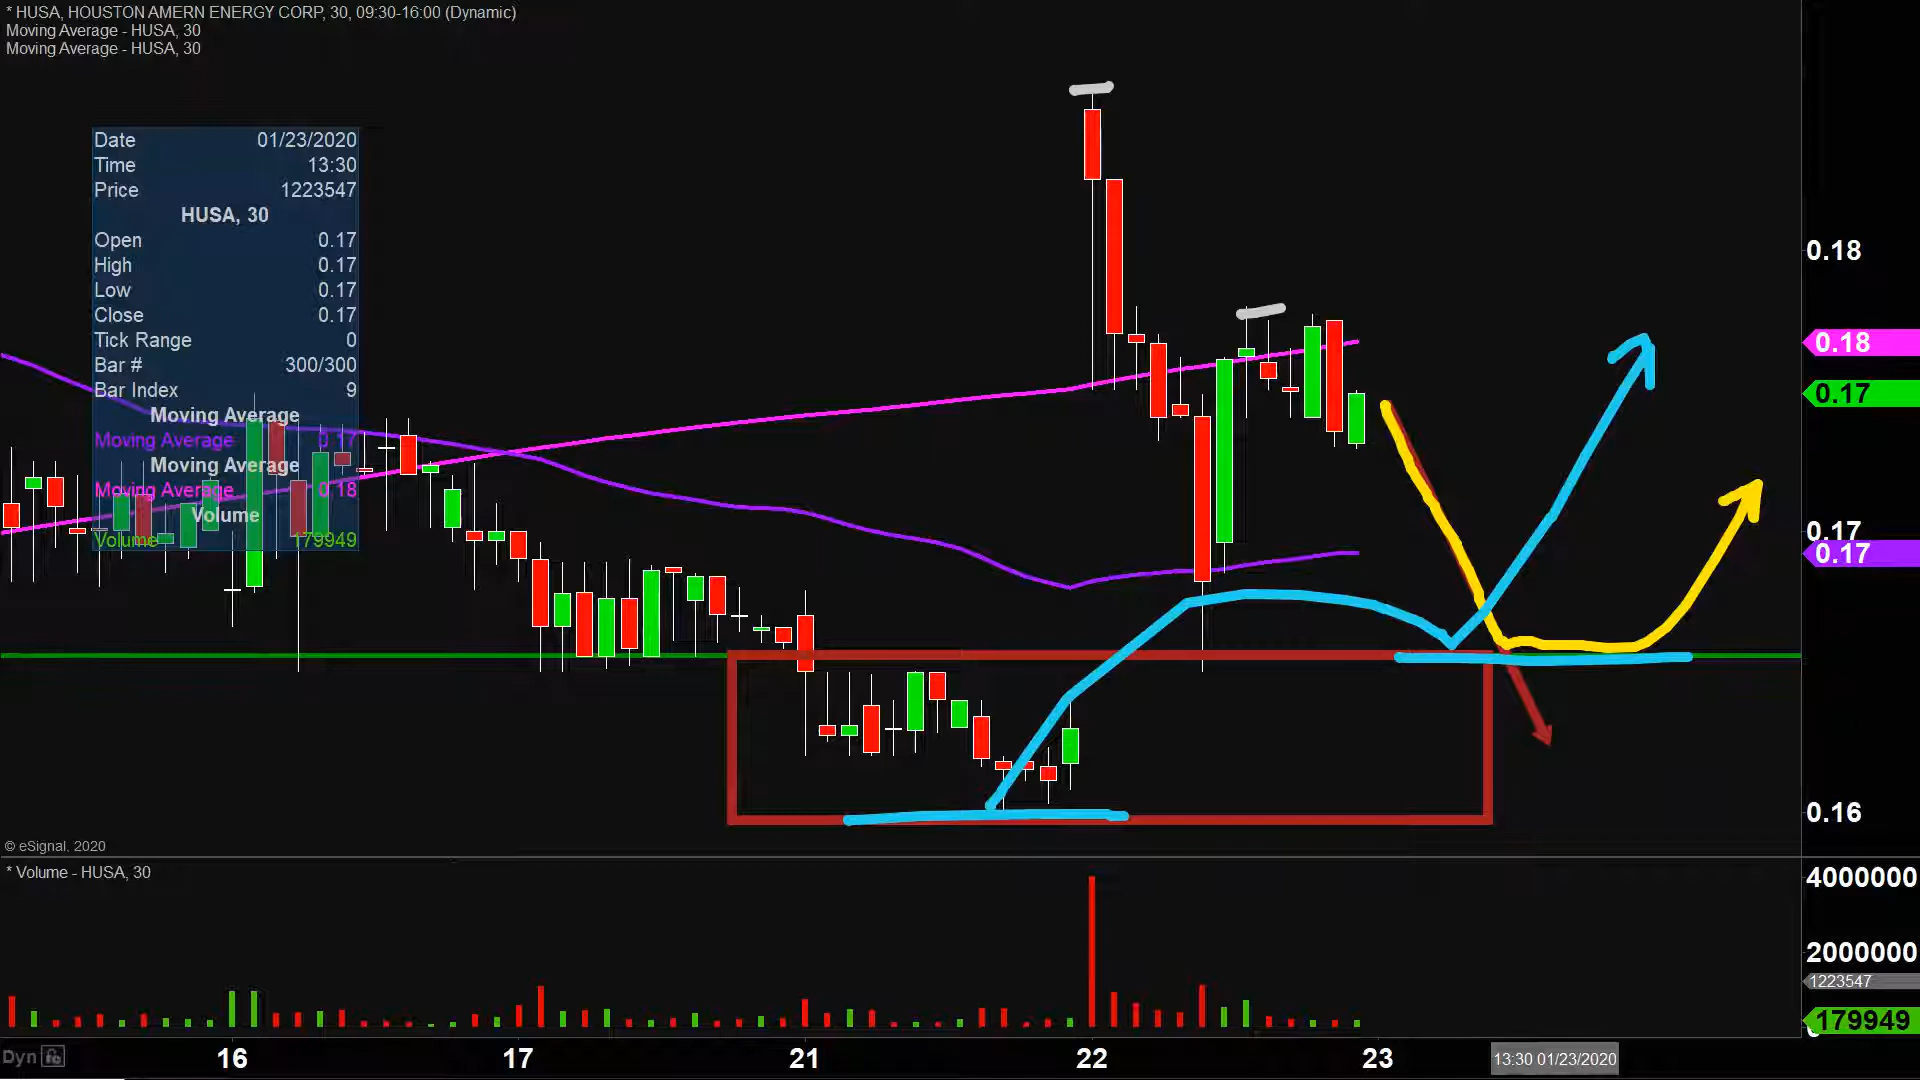 * HUSA, HOUSTON AMERN ENERGY CORP, 30, 09:30-16:00 (Dynamic)
Moving Average - HUSA, 30
Moving Average - HUSA, 30
Date 01/23/2020
Time 13:30
Price 1223547
HUSA, 30
Open 0.17
High 0.17
Low 0.17
Close 0.17
Tick Range 0
Bar # 300/300
Bar Index 9
Moving Average
Moving Average 0.17
Moving Average
Moving Average 0.18
Volume
Volume 179949
0.18
0.18
0.17
0.17
0.17
0.16
© eSignal, 2020
* Volume - HUSA, 30
4000000
2000000
1223547
179949
Dyn
16 17 21 22 23 13:30 01/23/2020